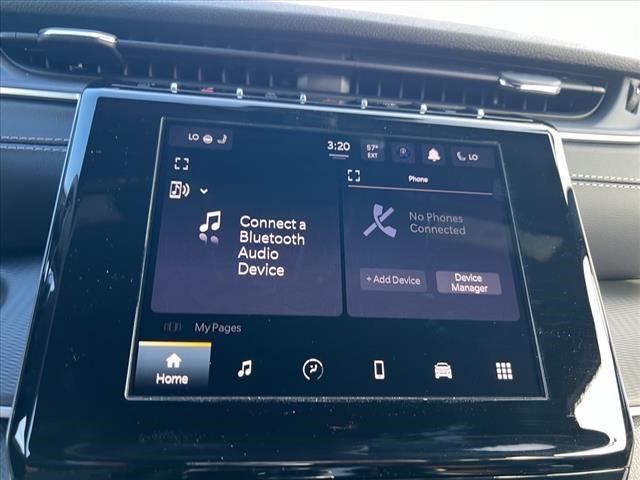 LO
3:20
57°
EXT
LO
Phone
Connect a
Bluetooth
Audio
Device
No Phones
Connected
+ Add Device
Device
Manager
My Pages
Home